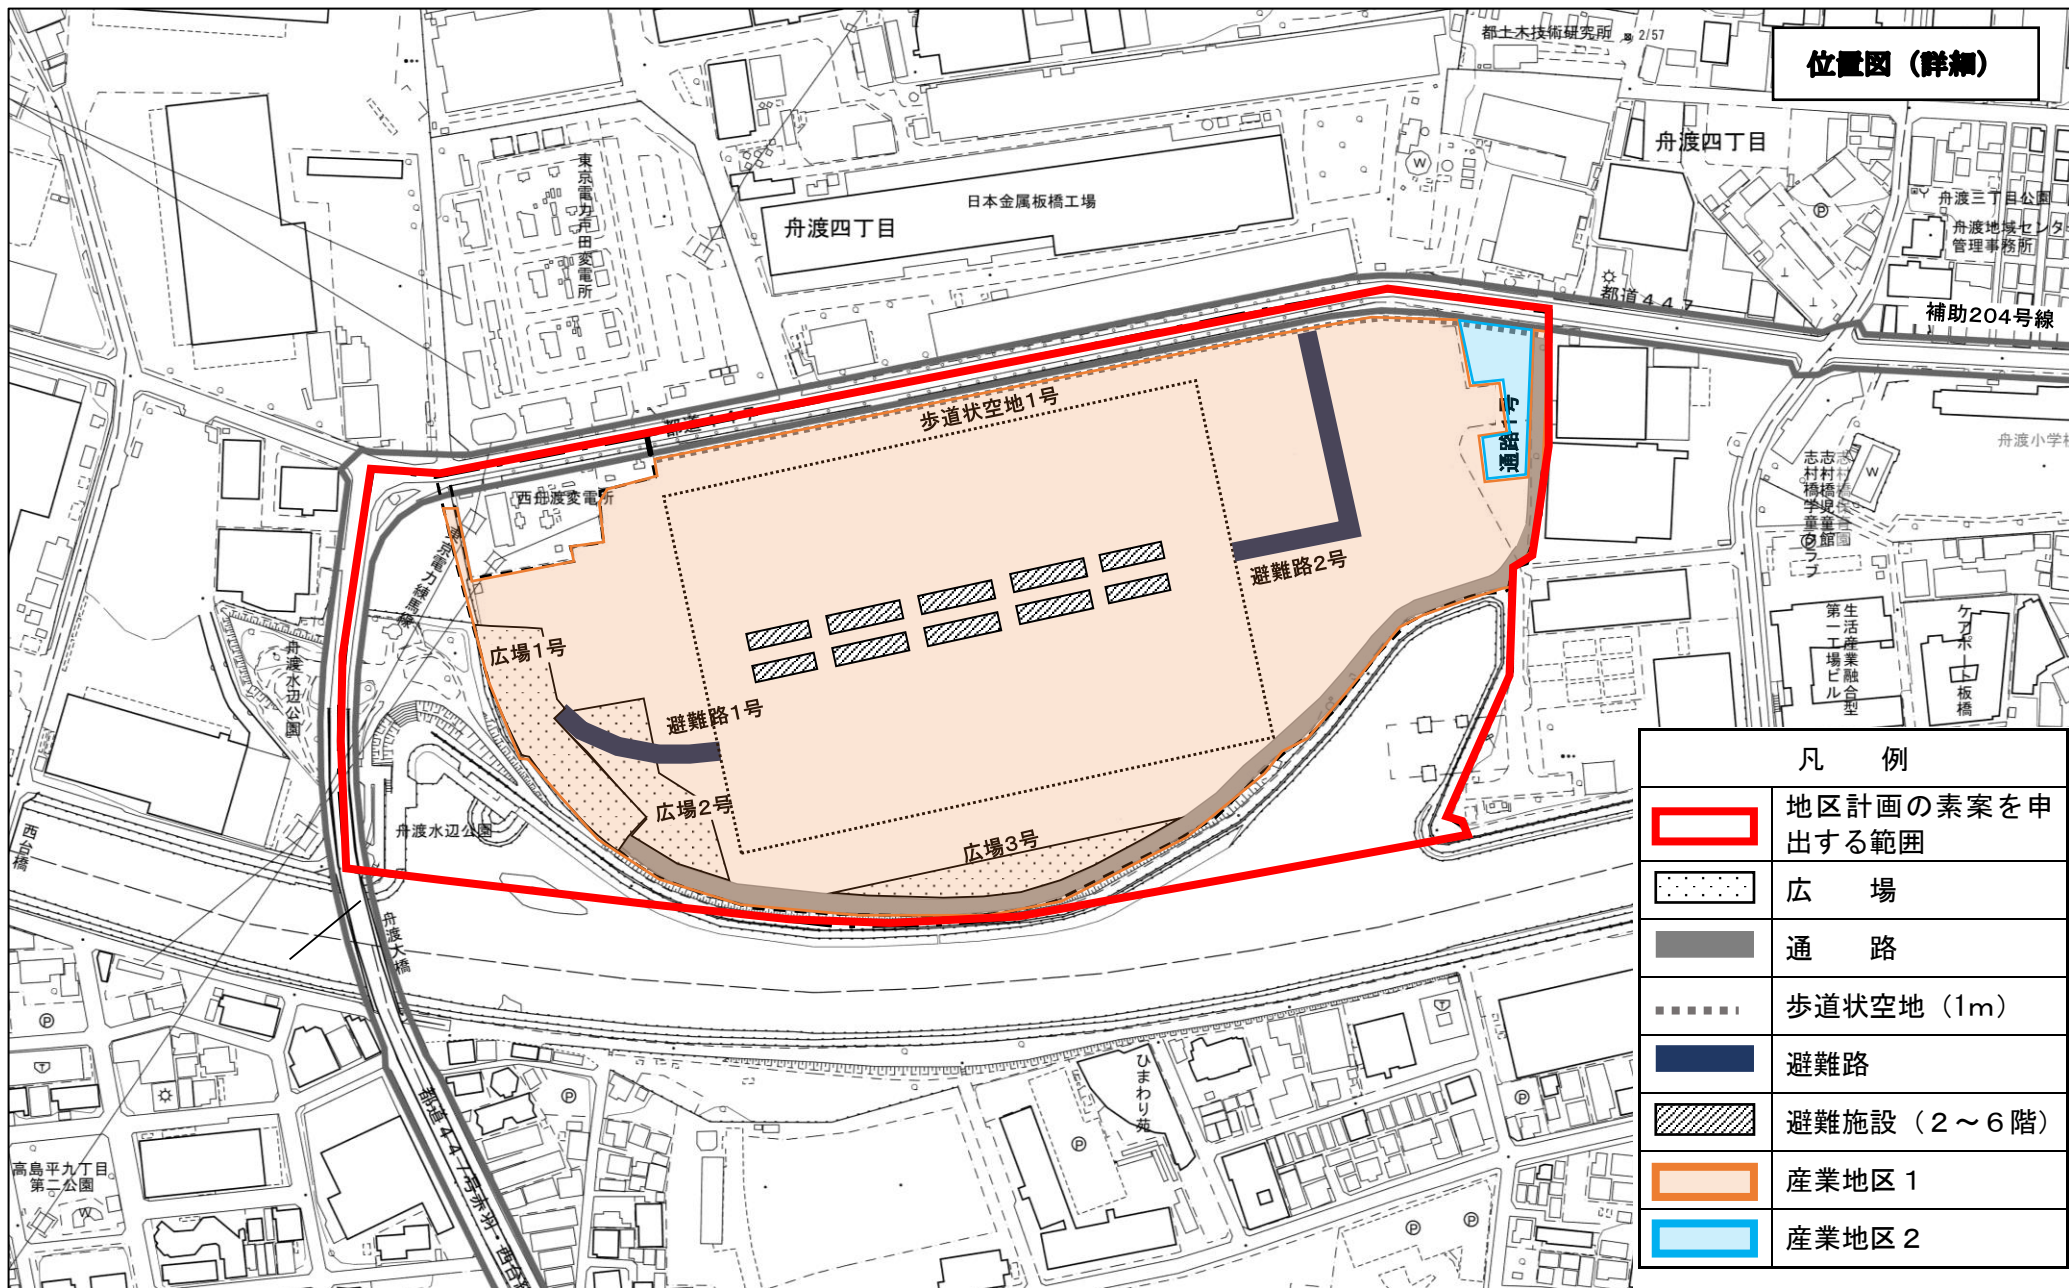 位置図（詳細）
都土木技術研究所
2/57
舟渡四丁目
東京電力戸田変電所
日本金属板橋工場
舟渡四丁目
W
P
舟渡三丁目公園
舟渡地域センタ
管理事務所
都道447
補助204号線
都道447
歩道状空地1号
通路1号
舟渡小学校
志村橋保育園
志村橋児童館
志村橋学童クラブ
W
西舟渡変電所
東京電力練馬線
避難路2号
広場1号
舟渡水辺公園
避難路1号
生活産業融合型
第一工場ビル
ケアポート板橋
広場2号
広場3号
舟渡水辺公園
西台橋
舟渡大橋
凡　例
地区計画の素案を申
出する範囲
広　場
通　路
歩道状空地（1m）
避難路
避難施設（2～6階）
産業地区1
産業地区2
P
ひまわり苑
P
P
P
高島平九丁目
第二公園
W
都道447号赤羽・西台線
P
P